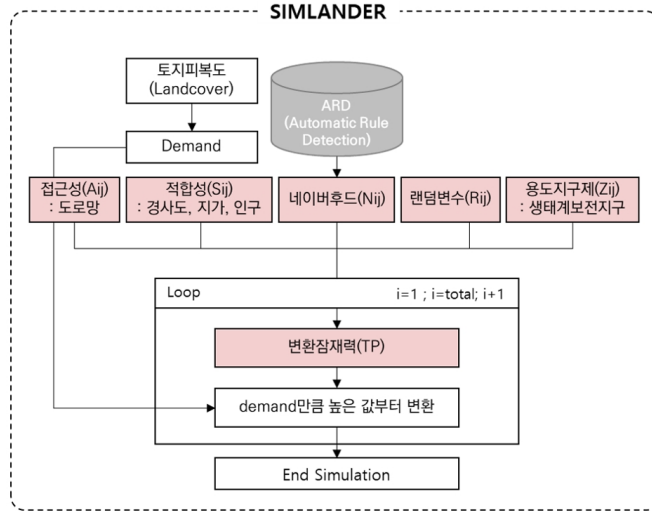 SIMLANDER
토지피복도
(Landcover)
ARD
(Automatic Rule
Detection)
Demand
접근성(Aij)
: 도로망
적합성(Sij)
: 경사도, 지가, 인구
네이버후드(Nij)
랜덤변수(Rij)
용도지구제(Zij)
: 생태계보전지구
Loop
i=1 ; i=total; i+1
변환잠재력(TP)
demand만큼 높은 값부터 변환
End Simulation